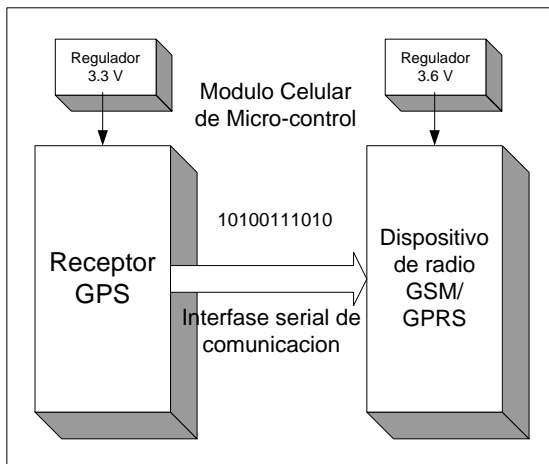 Regulador
3.3 V
Regulador
3.6 V
Modulo Celular
de Micro-control
10100111010
Receptor
GPS
Interfase serial de
comunicacion
Dispositivo
de radio
GSM/
GPRS